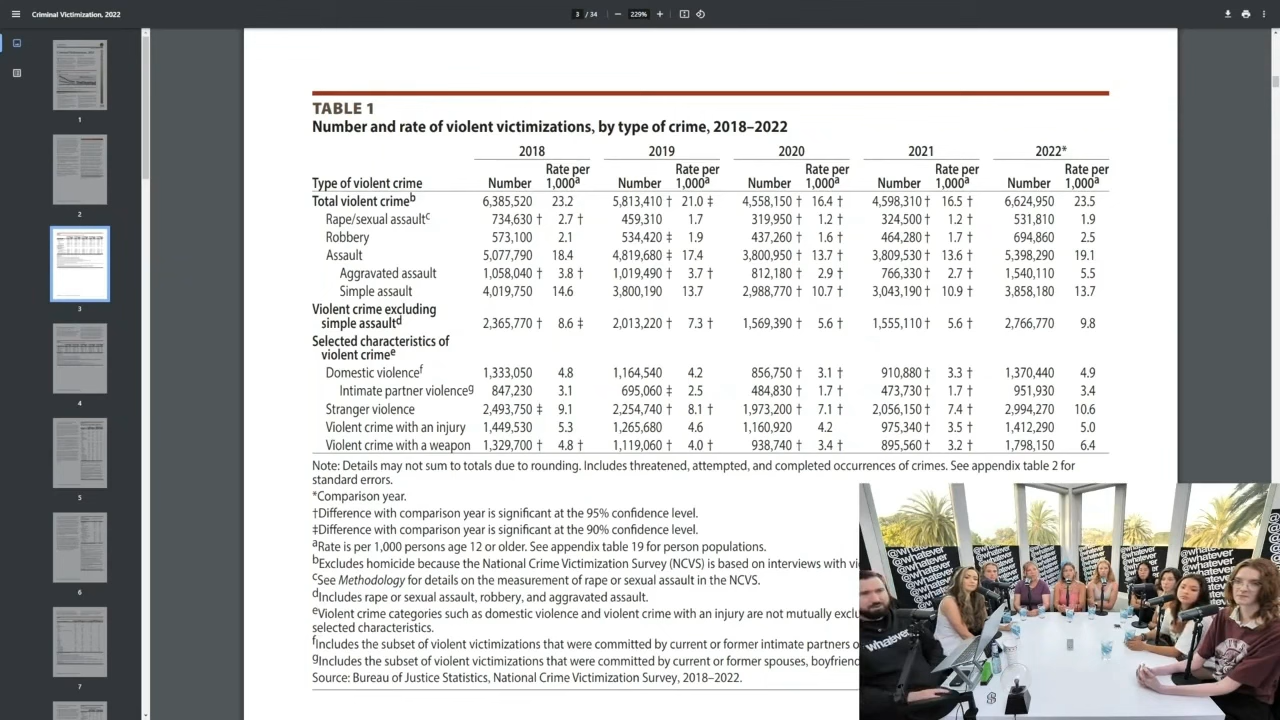 Criminal Victimization, 2022
3 / 34
229%
1
2
3
4
5
6
7
TABLE 1
Number and rate of violent victimizations, by type of crime, 2018–2022
2018 2019 2020 2021 2022*
Type of violent crime Number Rate per 1,000a Number Rate per 1,000a Number Rate per 1,000a Number Rate per 1,000a Number Rate per 1,000a
Total violent crimeb 6,385,520 23.2 5,813,410 † 21.0 ‡ 4,558,150 † 16.4 † 4,598,310 † 16.5 † 6,624,950 23.5
Rape/sexual assaultc 734,630 † 2.7 † 459,310 1.7 319,950 † 1.2 † 324,500 † 1.2 † 531,810 1.9
Robbery 573,100 2.1 534,420 ‡ 1.9 437,260 † 1.6 † 464,280 ‡ 1.7 † 694,860 2.5
Assault 5,077,790 18.4 4,819,680 ‡ 17.4 3,800,950 † 13.7 † 3,809,530 † 13.6 † 5,398,290 19.1
Aggravated assault 1,058,040 † 3.8 † 1,019,490 † 3.7 † 812,180 † 2.9 † 766,330 † 2.7 † 1,540,110 5.5
Simple assault 4,019,750 14.6 3,800,190 13.7 2,988,770 † 10.7 † 3,043,190 † 10.9 † 3,858,180 13.7
Violent crime excluding
simple assaultd 2,365,770 † 8.6 ‡ 2,013,220 † 7.3 † 1,569,390 † 5.6 † 1,555,110 † 5.6 † 2,766,770 9.8
Selected characteristics of
violent crimee
Domestic violencef 1,333,050 4.8 1,164,540 4.2 856,750 † 3.1 † 910,880 † 3.3 † 1,370,440 4.9
Intimate partner violenceg 847,230 3.1 695,060 ‡ 2.5 484,830 † 1.7 † 473,730 † 1.7 † 951,930 3.4
Stranger violence 2,493,750 ‡ 9.1 2,254,740 † 8.1 † 1,973,200 † 7.1 † 2,056,150 † 7.4 † 2,994,270 10.6
Violent crime with an injury 1,449,530 5.3 1,265,680 4.6 1,160,920 4.2 975,340 † 3.5 † 1,412,290 5.0
Violent crime with a weapon 1,329,700 † 4.8 † 1,119,060 † 4.0 † 938,740 † 3.4 † 895,560 † 3.2 † 1,798,150 6.4
Note: Details may not sum to totals due to rounding. Includes threatened, attempted, and completed occurrences of crimes. See appendix table 2 for
standard errors.
*Comparison year.
†Difference with comparison year is significant at the 95% confidence level.
‡Difference with comparison year is significant at the 90% confidence level.
aRate is per 1,000 persons age 12 or older. See appendix table 19 for person populations.
bExcludes homicide because the National Crime Victimization Survey (NCVS) is based on interviews with vi
cSee Methodology for details on the measurement of rape or sexual assault in the NCVS.
dIncludes rape or sexual assault, robbery, and aggravated assault.
eViolent crime categories such as domestic violence and violent crime with an injury are not mutually exclu
selected characteristics.
fIncludes the subset of violent victimizations that were committed by current or former intimate partners o
gIncludes the subset of violent victimizations that were committed by current or former spouses, boyfriend
Source: Bureau of Justice Statistics, National Crime Victimization Survey, 2018–2022.
@whatever
whatever